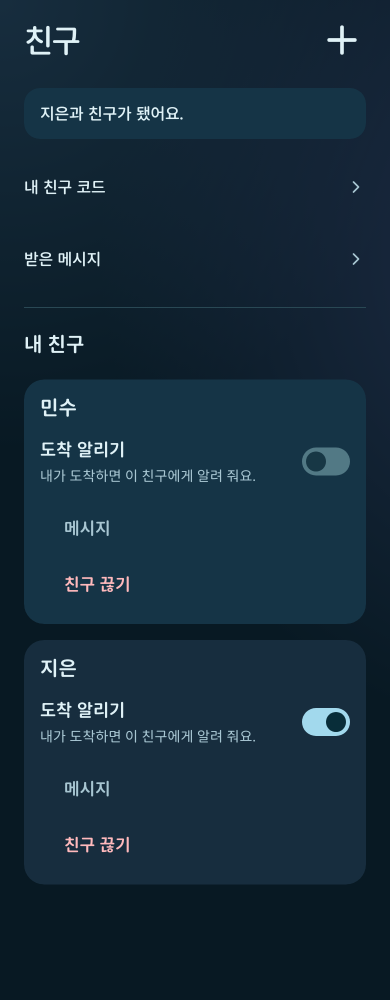 친구
지은과 친구가 됐어요.
내 친구 코드
받은 메시지
내 친구
민수
도착 알리기
내가 도착하면 이 친구에게 알려 줘요.
메시지
친구 끊기
지은
도착 알리기
내가 도착하면 이 친구에게 알려 줘요.
메시지
친구 끊기